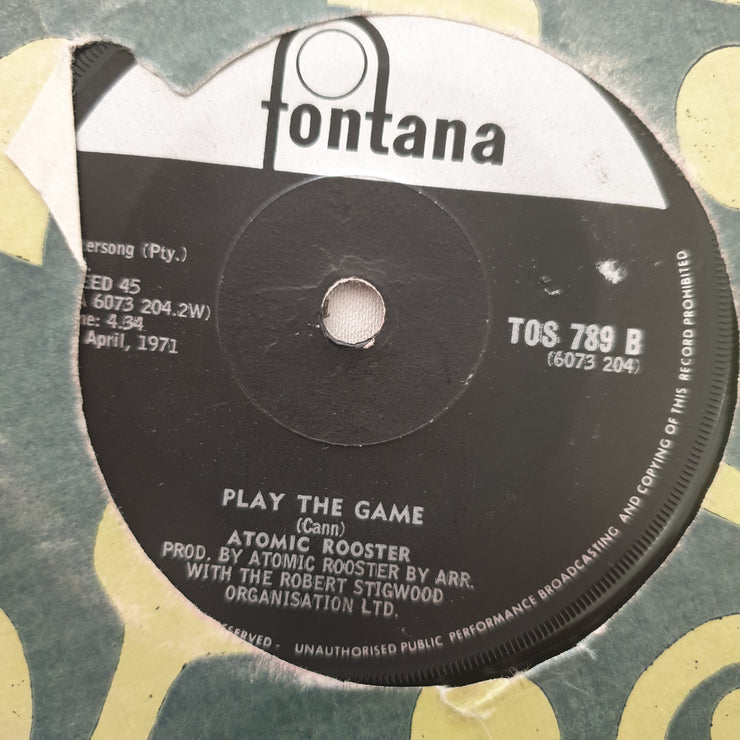 fontana
ersong (Pty.)
EED 45
6073 204.2W)
e: 4.34
April, 1971
TOS 789 B
(6073 204)
PLAY THE GAME
(Cann)
ATOMIC ROOSTER
PROD. BY ATOMIC ROOSTER BY ARR.
WITH THE ROBERT STIGWOOD
ORGANISATION LTD.
SERVED - UNAUTHORISED PUBLIC PERFORMANCE BROADCASTING AND COPYING OF THIS RECORD PROHIBITED